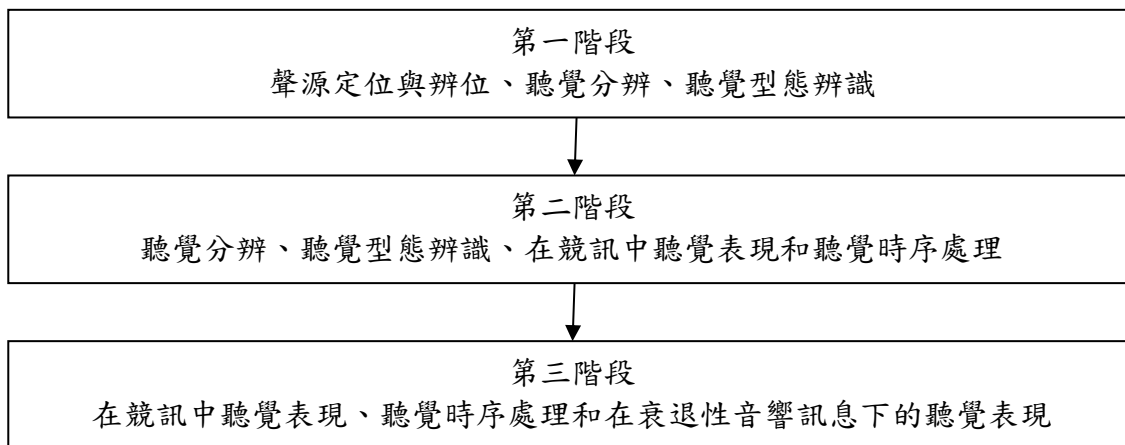 第一階段
聲源定位與辨位、聽覺分辨、聽覺型態辨識
第二階段
聽覺分辨、聽覺型態辨識、在競訊中聽覺表現和聽覺時序處理
第三階段
在競訊中聽覺表現、聽覺時序處理和在衰退性音響訊息下的聽覺表現